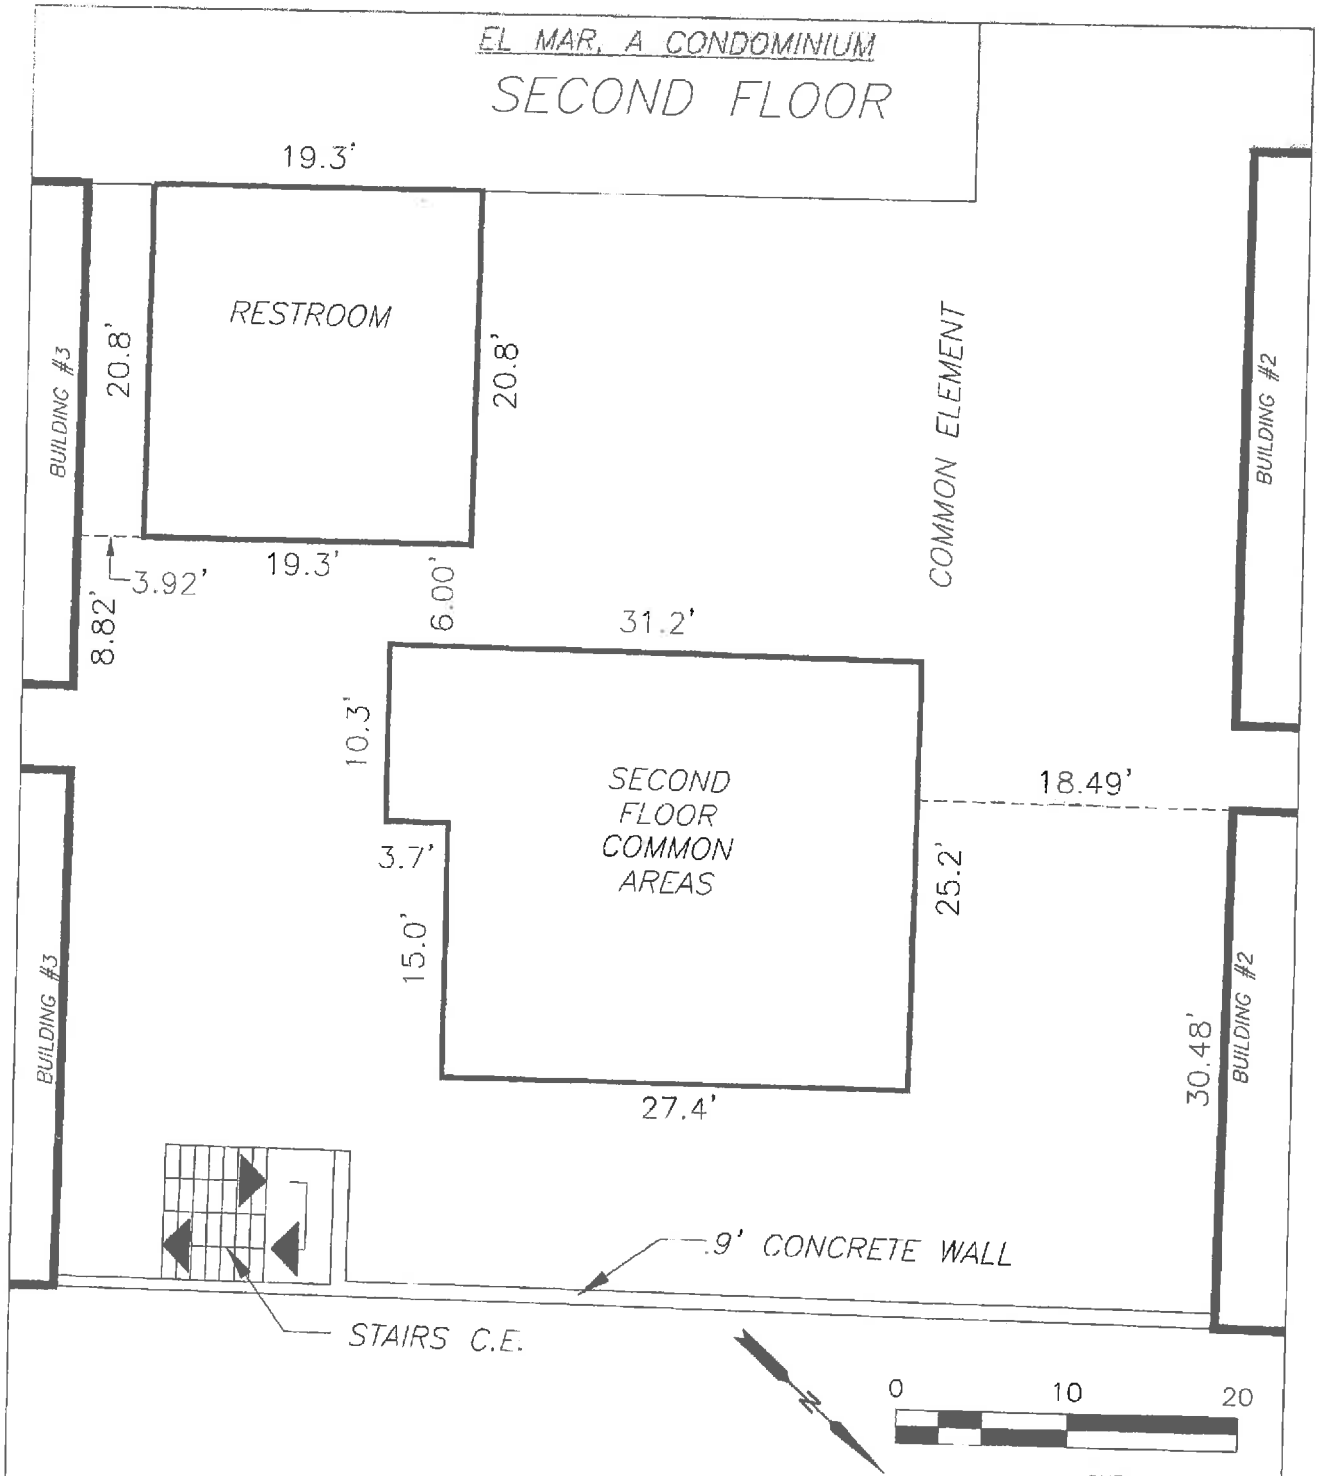 EL MAR, A CONDOMINIUM
SECOND FLOOR
19.3'
RESTROOM
20.8'
20.8'
BUILDING #3
19.3'
3.92'
8.82'
6.00'
COMMON ELEMENT
BUILDING #2
31.2'
10.3'
SECOND
FLOOR
COMMON
AREAS
18.49'
3.7'
15.0'
25.2'
BUILDING #3
27.4'
30.48'
BUILDING #2
.9' CONCRETE WALL
STAIRS C.E.
N
0 10 20